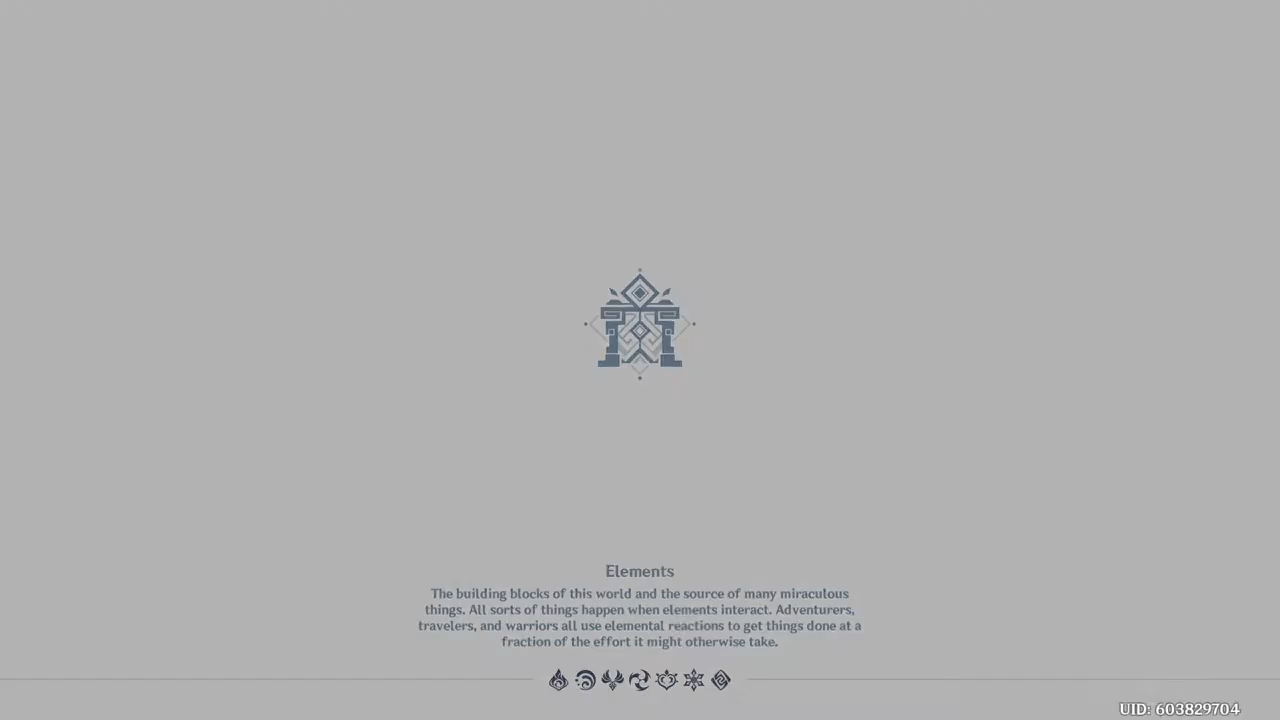 Elements
The building blocks of this world and the source of many miraculous
things. All sorts of things happen when elements interact. Adventurers,
travelers, and warriors all use elemental reactions to get things done at a
fraction of the effort it might otherwise take.
UID: 603829704